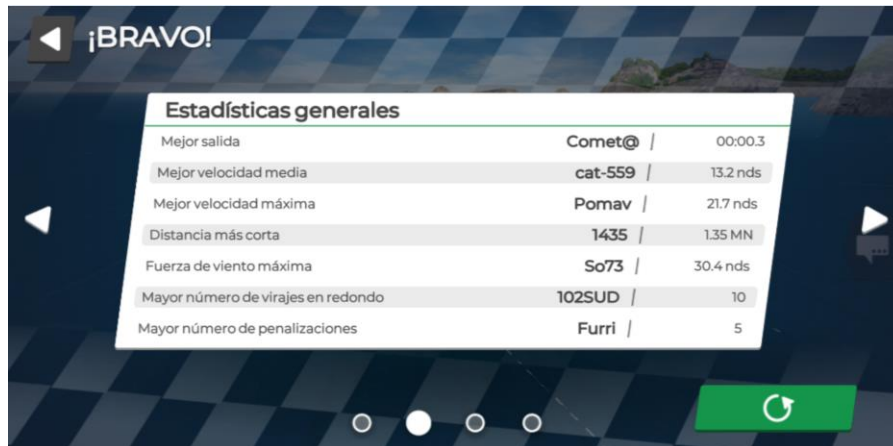 ¡BRAVO!
Estadísticas generales
Mejor salida Comet@ | 00:00.3
Mejor velocidad media cat-559 | 13.2 nds
Mejor velocidad máxima Pomav | 21.7 nds
Distancia más corta 1435 | 1.35 MN
Fuerza de viento máxima So73 | 30.4 nds
Mayor número de virajes en redondo 102SUD | 10
Mayor número de penalizaciones Furri | 5